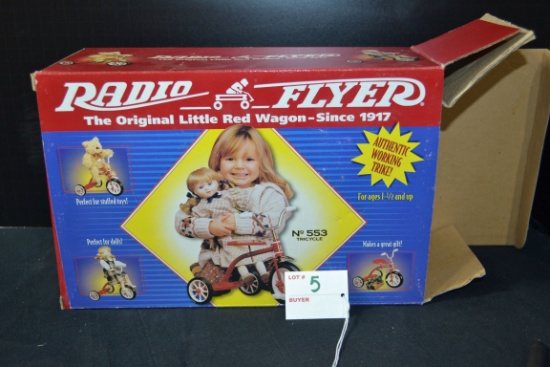 RADIO FLYER®
The Original Little Red Wagon–Since 1917
AUTHENTIC
WORKING
TRIKE!
Perfect for stuffed toys!
For ages 1-1/2 and up
Nº 553
TRICYCLE
Perfect for dolls!
Makes a great gift!
LOT # 5
BUYER